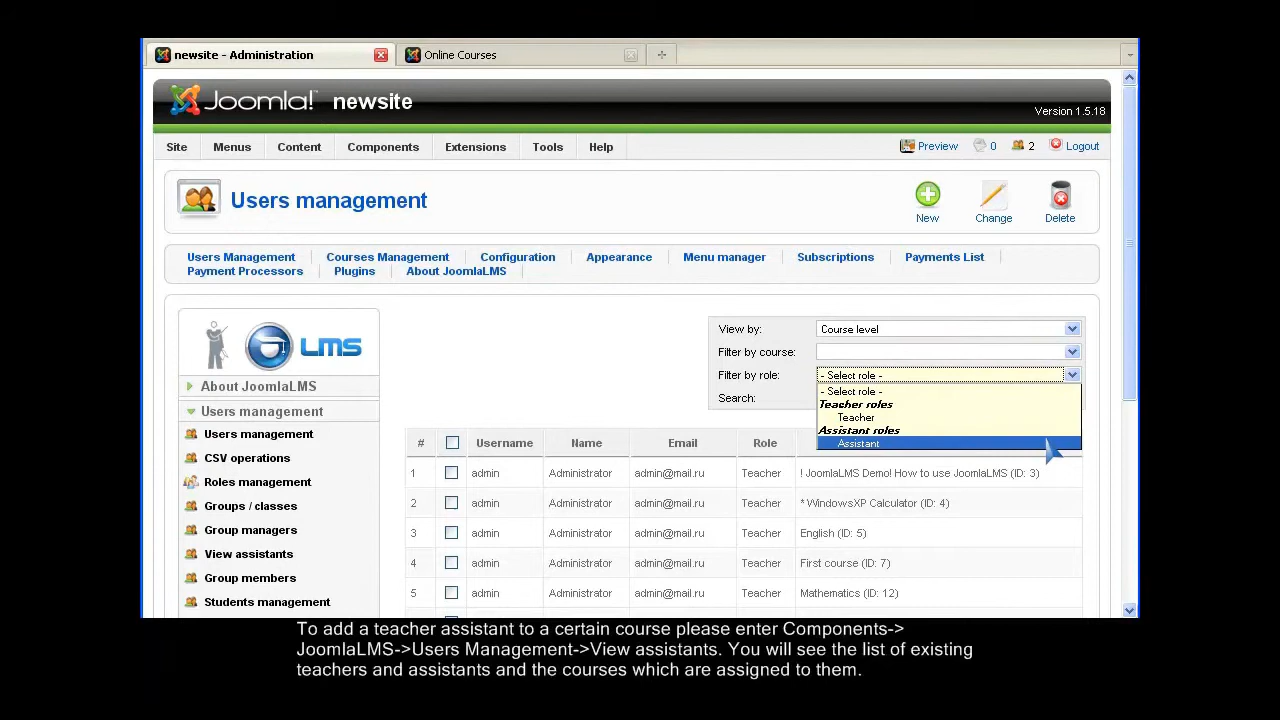 newsite - Administration
Online Courses
Joomla!™ newsite
Version 1.5.18
Site Menus Content Components Extensions Tools Help
Preview 0 2 Logout
Users management
New Change Delete
Users Management Courses Management Configuration Appearance Menu manager Subscriptions Payments List
Payment Processors Plugins About JoomlaLMS
LMS
About JoomlaLMS
Users management
Users management
CSV operations
Roles management
Groups / classes
Group managers
View assistants
Group members
Students management
View by: Course level
Filter by course:
Filter by role: - Select role -
Search:
- Select role -
Teacher roles
Teacher
Assistant roles
Assistant
# Username Name Email Role
1 admin Administrator admin@mail.ru Teacher ! JoomlaLMS Demo! How to use JoomlaLMS (ID: 3)
2 admin Administrator admin@mail.ru Teacher * WindowsXP Calculator (ID: 4)
3 admin Administrator admin@mail.ru Teacher English (ID: 5)
4 admin Administrator admin@mail.ru Teacher First course (ID: 7)
5 admin Administrator admin@mail.ru Teacher Mathematics (ID: 12)
To add a teacher assistant to a certain course please enter Components->
JoomlaLMS->Users Management->View assistants. You will see the list of existing
teachers and assistants and the courses which are assigned to them.